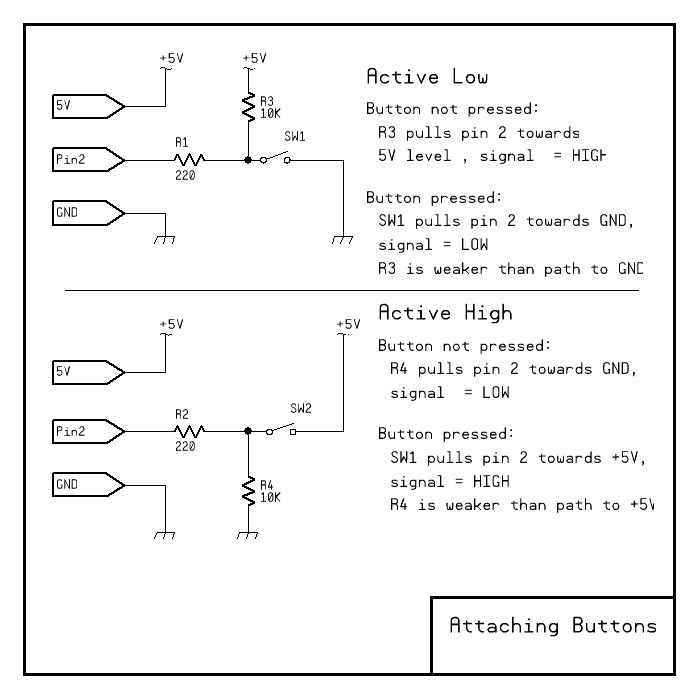 +5V
+5V
5V
R3
10K
R1
SW1
Pin2
220
GND
Active Low
Button not pressed:
R3 pulls pin 2 towards
5V level , signal = HIGH
Button pressed:
SW1 pulls pin 2 towards GND,
signal = LOW
R3 is weaker than path to GND
+5V
+5V
5V
R2
SW2
Pin2
220
GND
R4
10K
Active High
Button not pressed:
R4 pulls pin 2 towards GND,
signal = LOW
Button pressed:
SW1 pulls pin 2 towards +5V,
signal = HIGH
R4 is weaker than path to +5V
Attaching Buttons